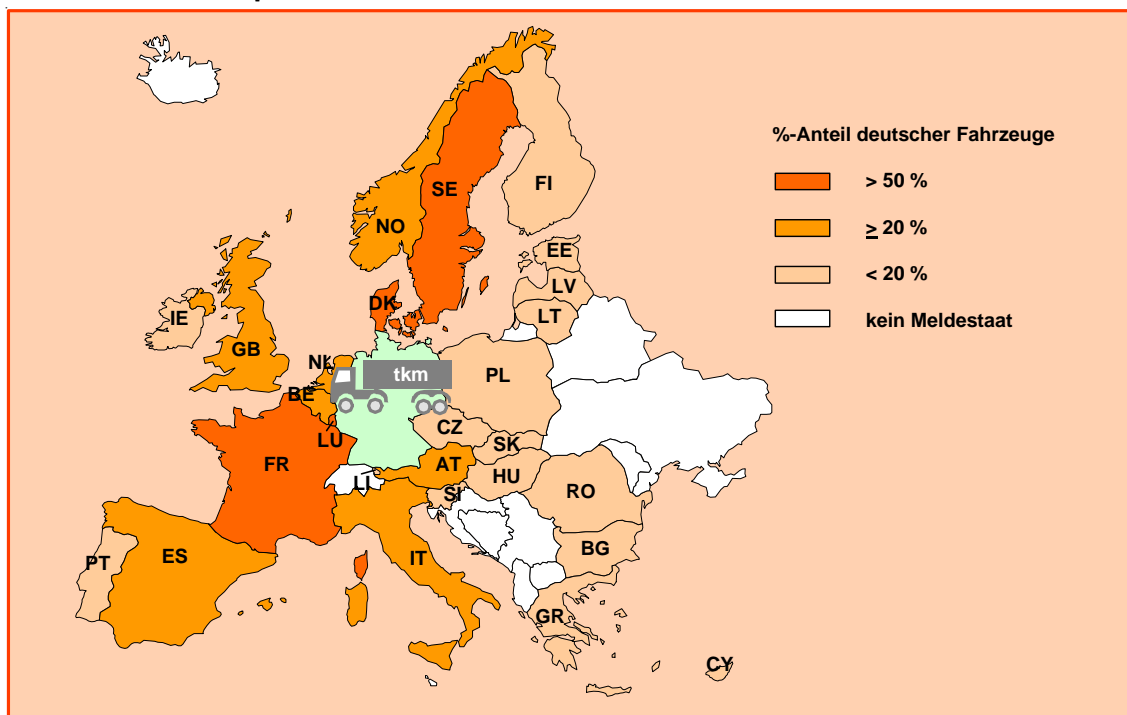 %-Anteil deutscher Fahrzeuge
> 50 %
≥ 20 %
< 20 %
kein Meldestaat
SE
FI
NO
EE
LV
LT
DK
IE
GB
NL
tkm
PL
BE
CZ
LU
SK
FR
AT
HU
LI
SI
RO
BG
IT
ES
PT
GR
CY